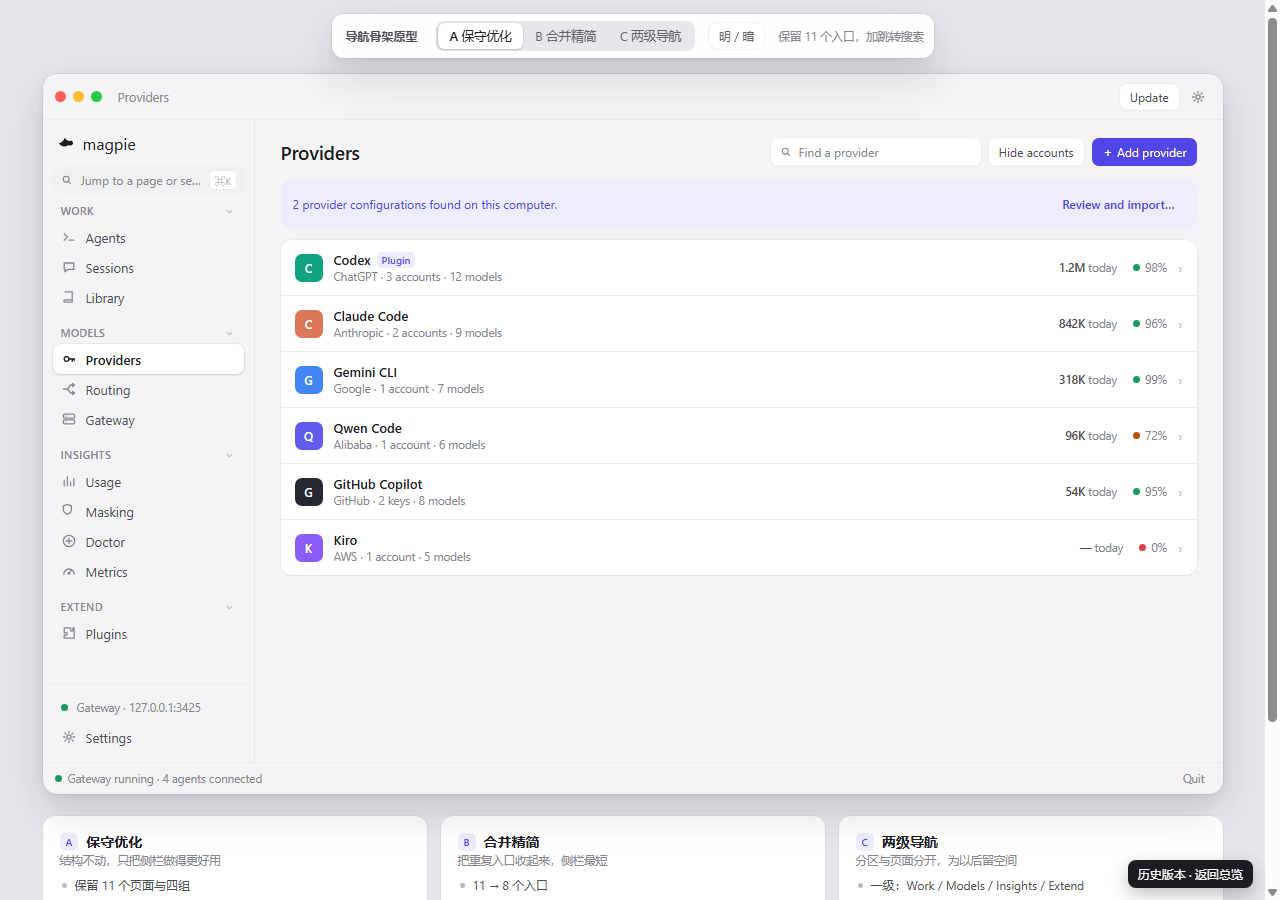 导航骨架原型 A 保守优化 B 合并精简 C 两级导航 明 / 暗 保留 11 个入口，加跳转搜索
Providers Update
magpie
Jump to a page or se... ⌘K
WORK
Agents
Sessions
Library
MODELS
Providers
Routing
Gateway
INSIGHTS
Usage
Masking
Doctor
Metrics
EXTEND
Plugins
Gateway · 127.0.0.1:3425
Settings
Providers Find a provider Hide accounts + Add provider
2 provider configurations found on this computer. Review and import...
C Codex Plugin
ChatGPT · 3 accounts · 12 models 1.2M today 98%
C Claude Code
Anthropic · 2 accounts · 9 models 842K today 96%
G Gemini CLI
Google · 1 account · 7 models 318K today 99%
Q Qwen Code
Alibaba · 1 account · 6 models 96K today 72%
G GitHub Copilot
GitHub · 2 keys · 8 models 54K today 95%
K Kiro
AWS · 1 account · 5 models — today 0%
Gateway running · 4 agents connected Quit
A 保守优化
结构不动，只把侧栏做得更好用
保留 11 个页面与四组
B 合并精简
把重复入口收起来，侧栏最短
11 → 8 个入口
C 两级导航
分区与页面分开，为以后留空间
一级：Work / Models / Insights / Extend
历史版本 · 返回总览